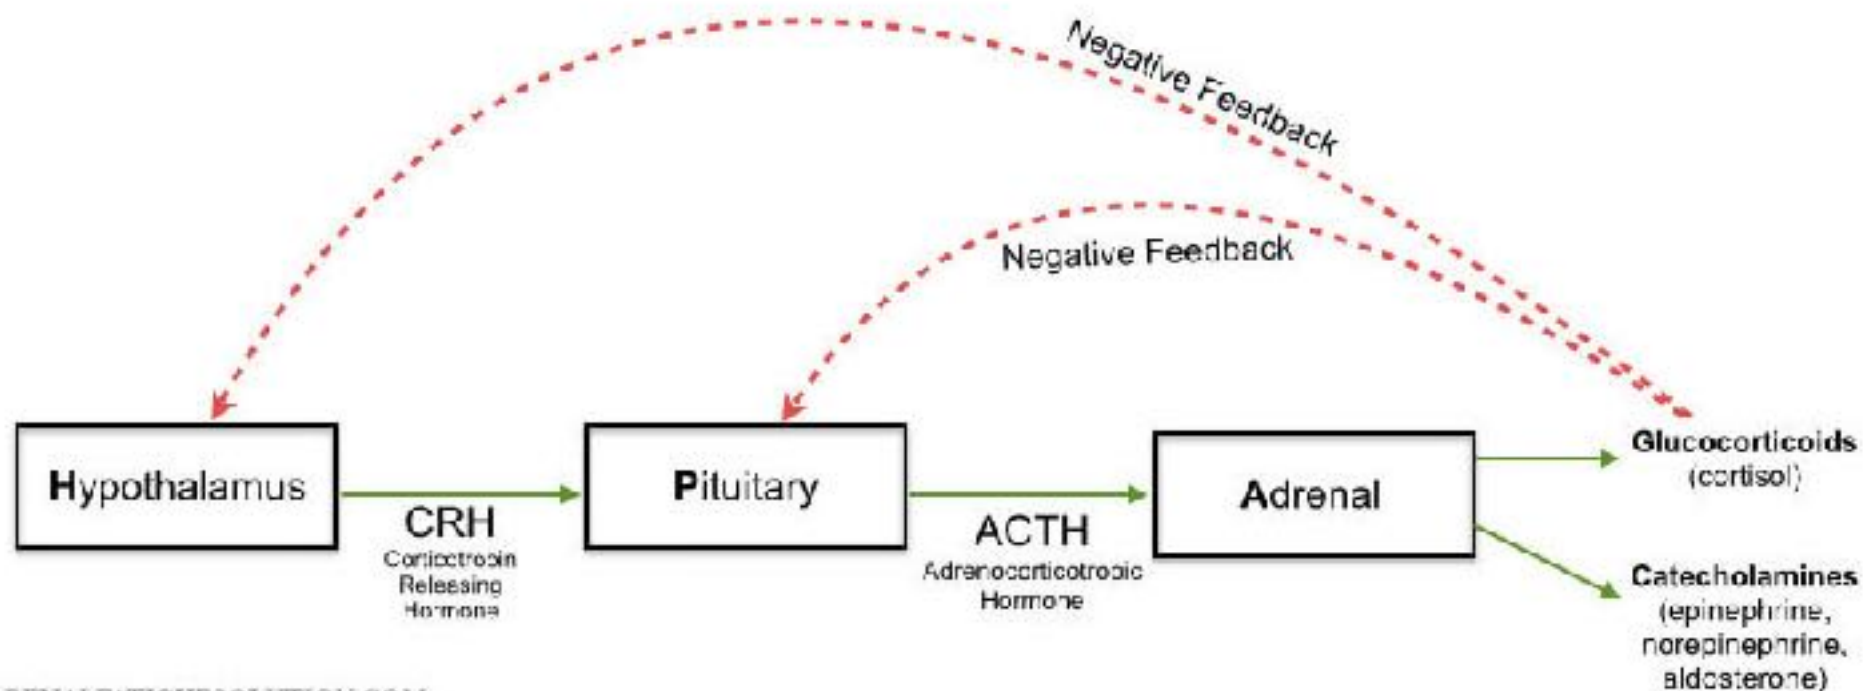 Negative Feedback
Negative Feedback
Hypothalamus
CRH
Corticotropin
Releasing
Hormone
Pituitary
ACTH
Adrenocorticotropic
Hormone
Adrenal
Glucocorticoids
(cortisol)
Catecholamines
(epinephrine,
norepinephrine,
aldosterone)